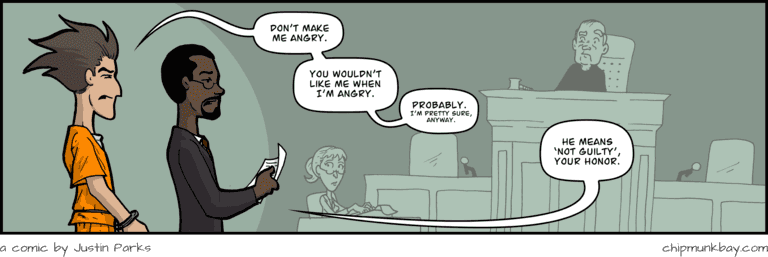 DON'T MAKE
ME ANGRY.
YOU WOULDN'T
LIKE ME WHEN
I'M ANGRY.
PROBABLY.
I'M PRETTY SURE,
ANYWAY.
HE MEANS
'NOT GUILTY',
YOUR HONOR.
a comic by Justin Parks
chipmunkbay.com